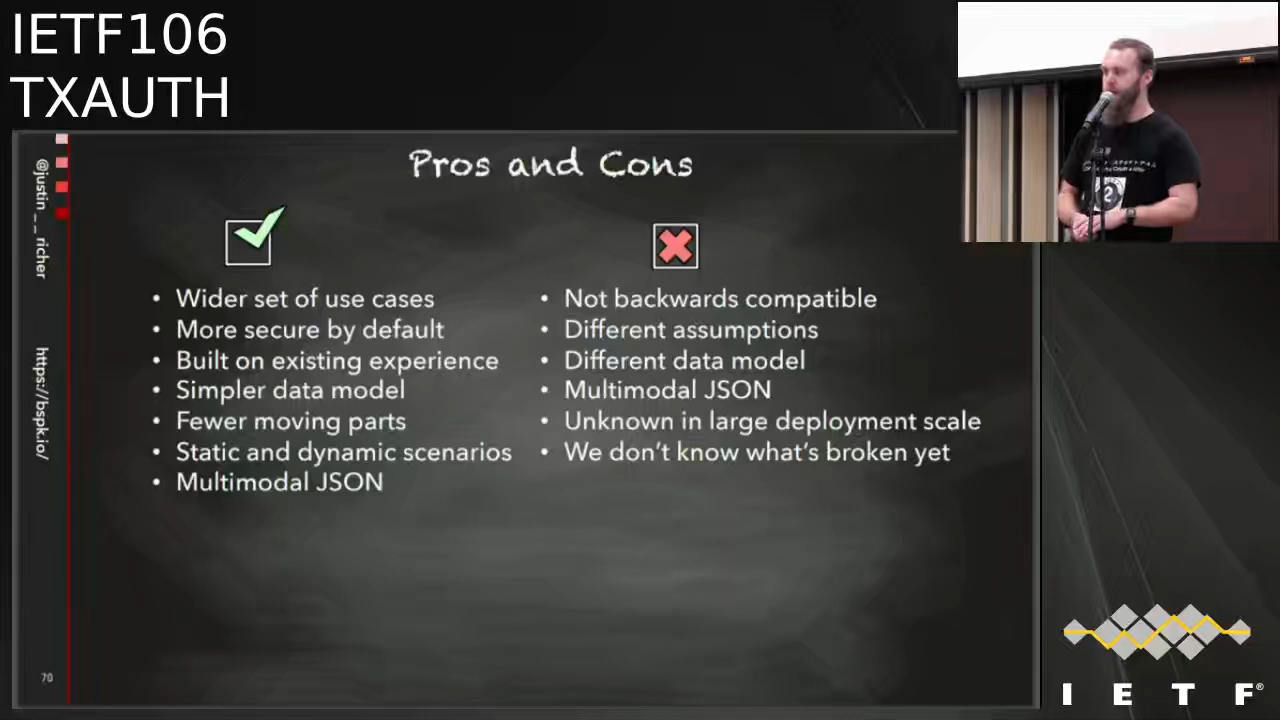 IETF106
TXAUTH
@justin__richer
https://bspk.io/
Pros and Cons
• Wider set of use cases
• More secure by default
• Built on existing experience
• Simpler data model
• Fewer moving parts
• Static and dynamic scenarios
• Multimodal JSON
• Not backwards compatible
• Different assumptions
• Different data model
• Multimodal JSON
• Unknown in large deployment scale
• We don't know what's broken yet
70
I E T F®